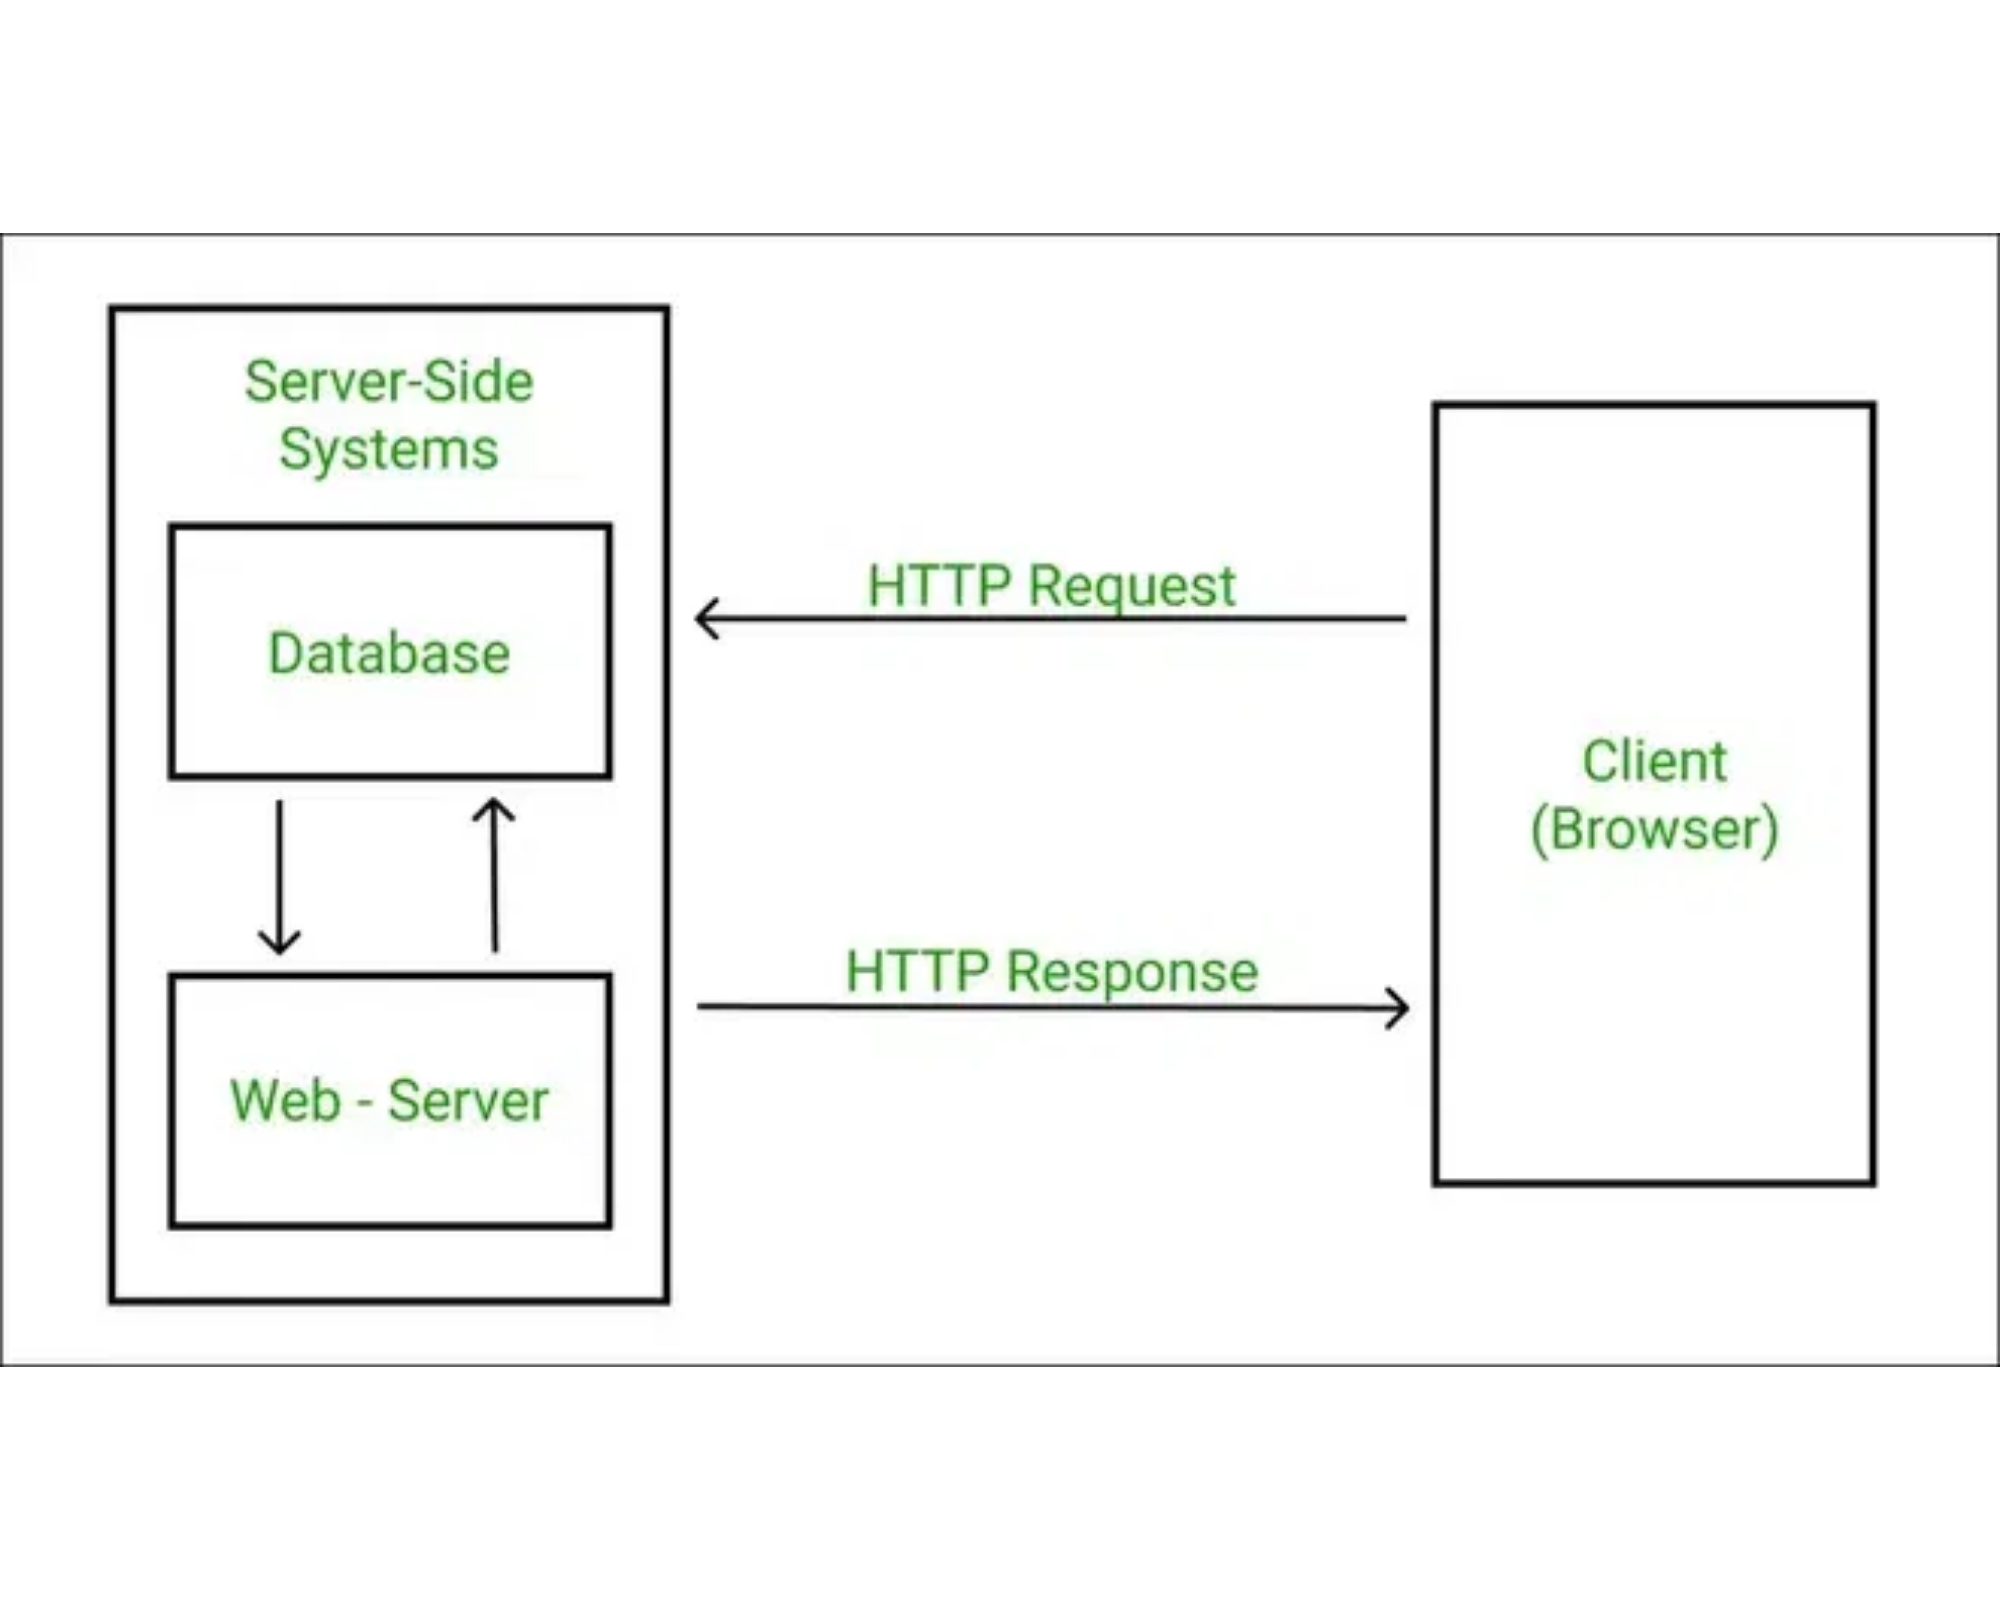 Server-Side
Systems
Database
Web - Server
HTTP Request
HTTP Response
Client
(Browser)